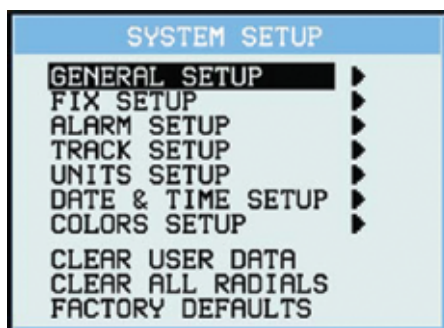 SYSTEM SETUP
GENERAL SETUP
FIX SETUP
ALARM SETUP
TRACK SETUP
UNITS SETUP
DATE & TIME SETUP
COLORS SETUP
CLEAR USER DATA
CLEAR ALL RADIALS
FACTORY DEFAULTS